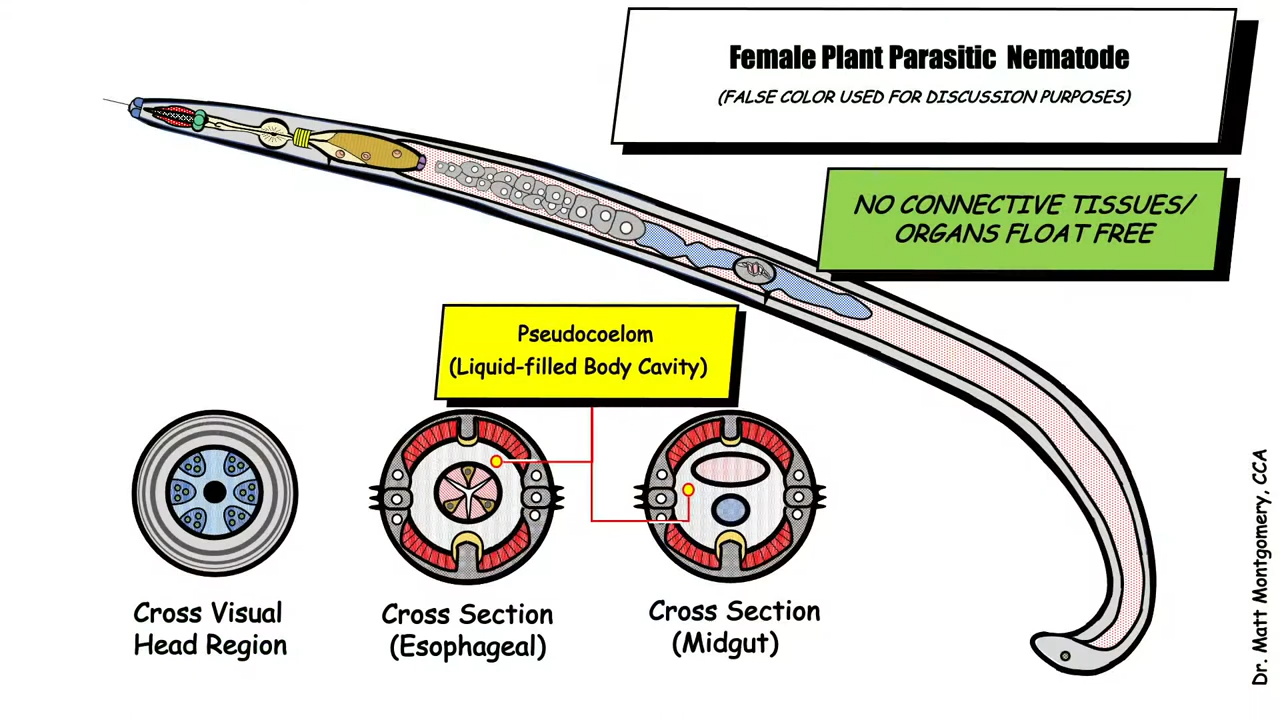 Female Plant Parasitic Nematode
(FALSE COLOR USED FOR DISCUSSION PURPOSES)
NO CONNECTIVE TISSUES/
ORGANS FLOAT FREE
Pseudocoelom
(Liquid-filled Body Cavity)
Cross Visual
Head Region
Cross Section
(Esophageal)
Cross Section
(Midgut)
Dr. Matt Montgomery, CCA